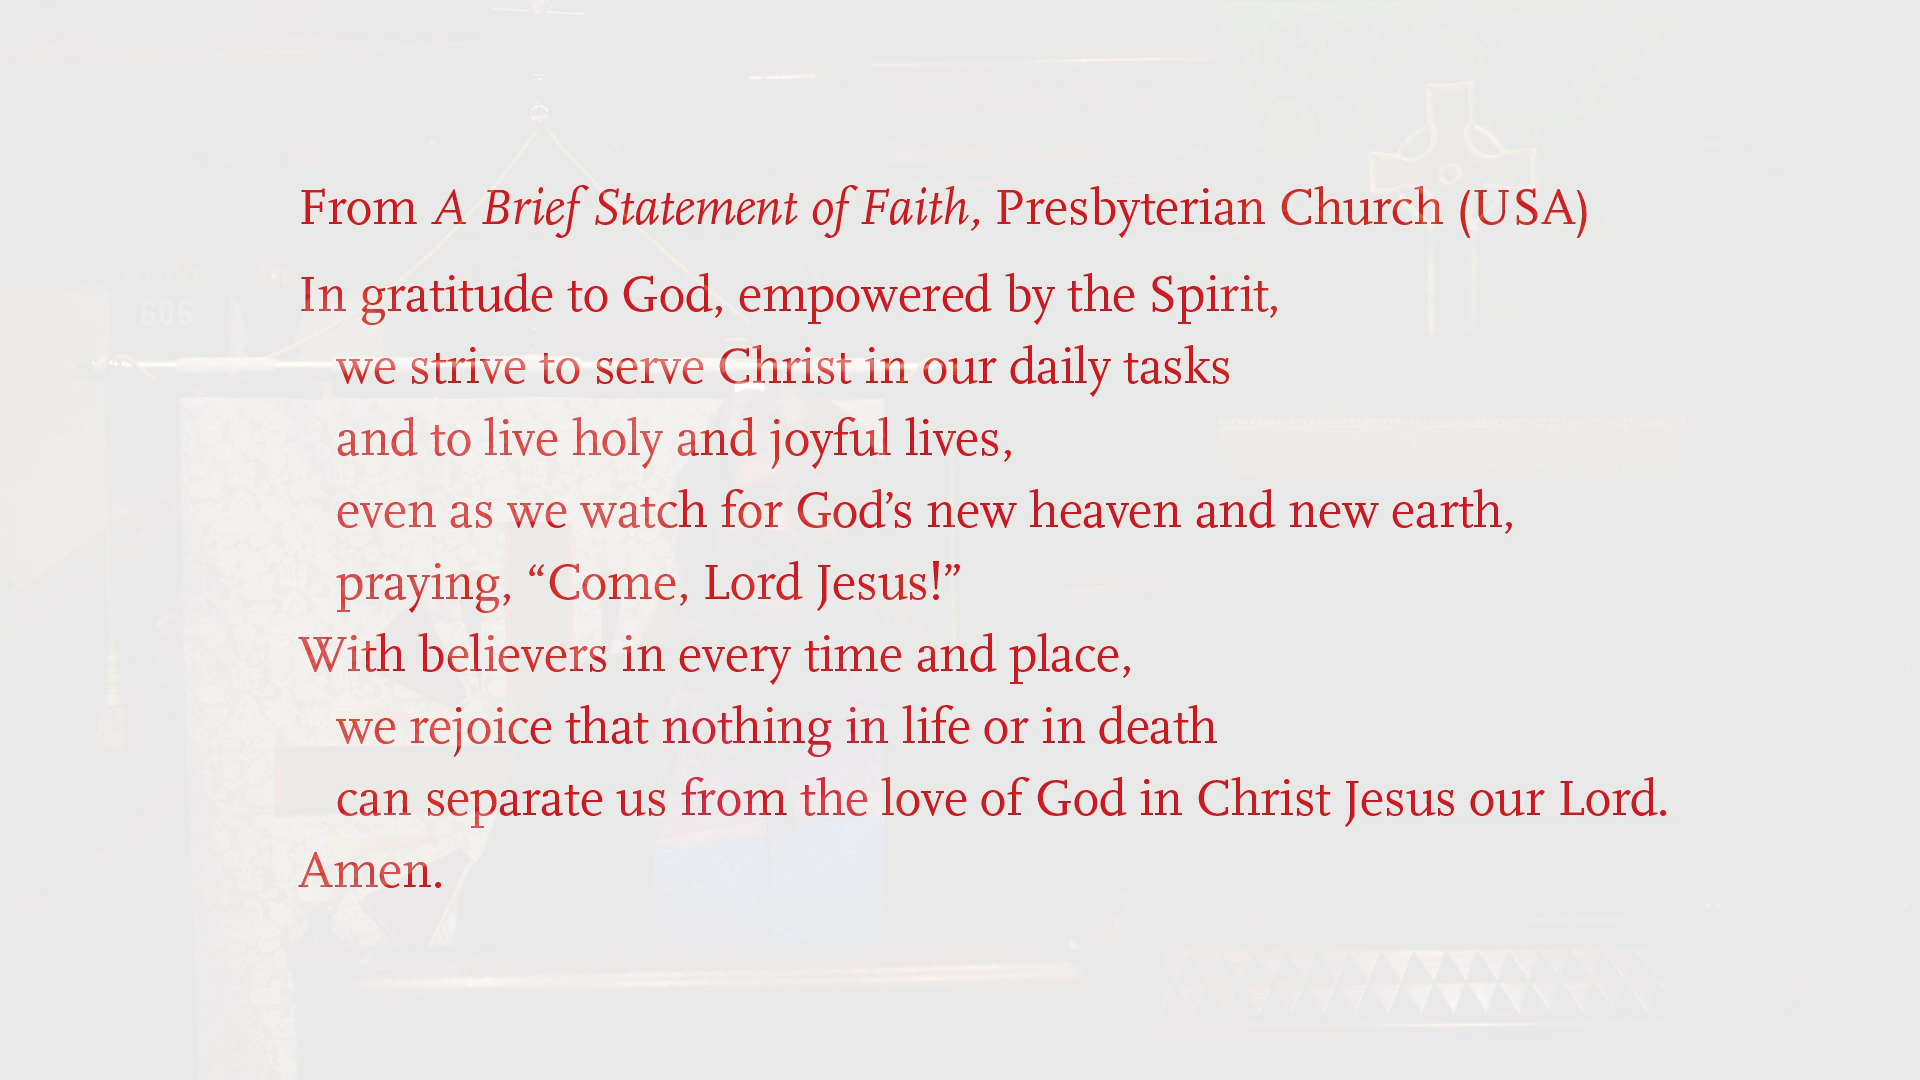 From A Brief Statement of Faith, Presbyterian Church (USA)
In gratitude to God, empowered by the Spirit,
we strive to serve Christ in our daily tasks
and to live holy and joyful lives,
even as we watch for God’s new heaven and new earth,
praying, “Come, Lord Jesus!”
With believers in every time and place,
we rejoice that nothing in life or in death
can separate us from the love of God in Christ Jesus our Lord.
Amen.